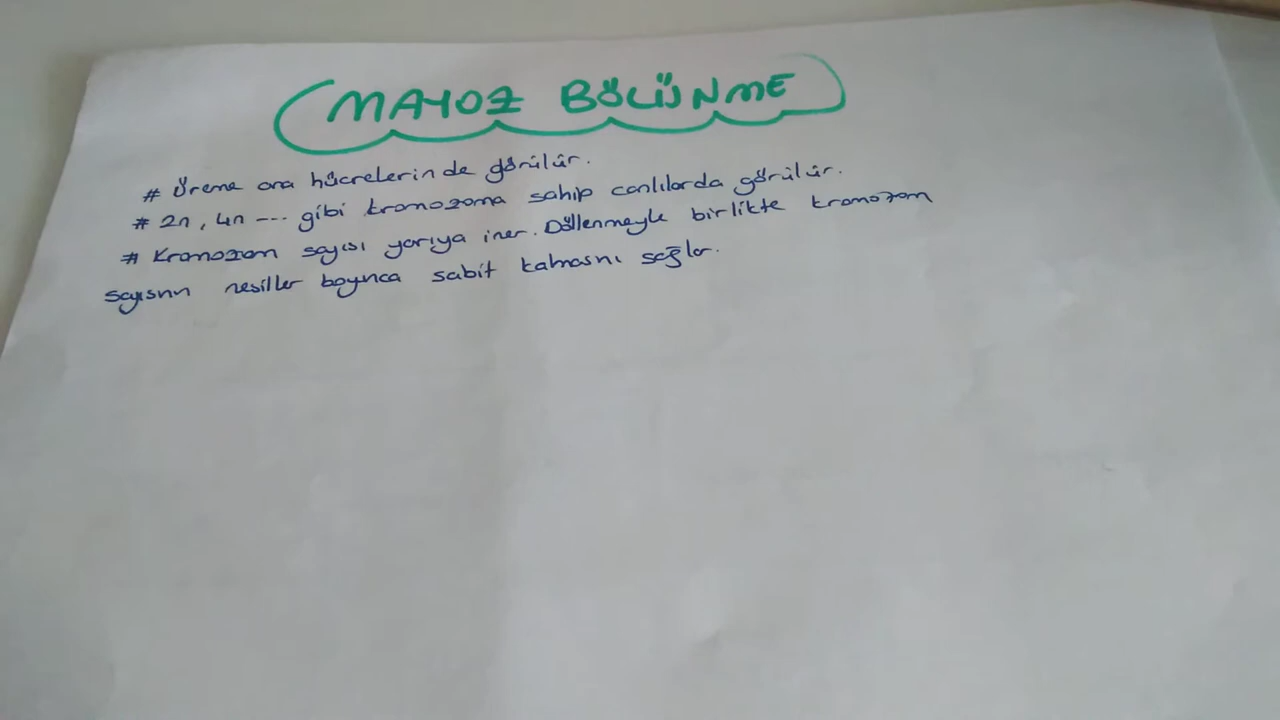 MAYOZ BÖLÜNME
# Üreme ana hücrelerinde görülür.
# 2n, 4n --- gibi kromozoma sahip canlılarda görülür.
# Kromozom sayısı yarıya iner. Döllenmeyle birlikte kromozom
sayısını nesiller boyunca sabit kalmasını sağlar.